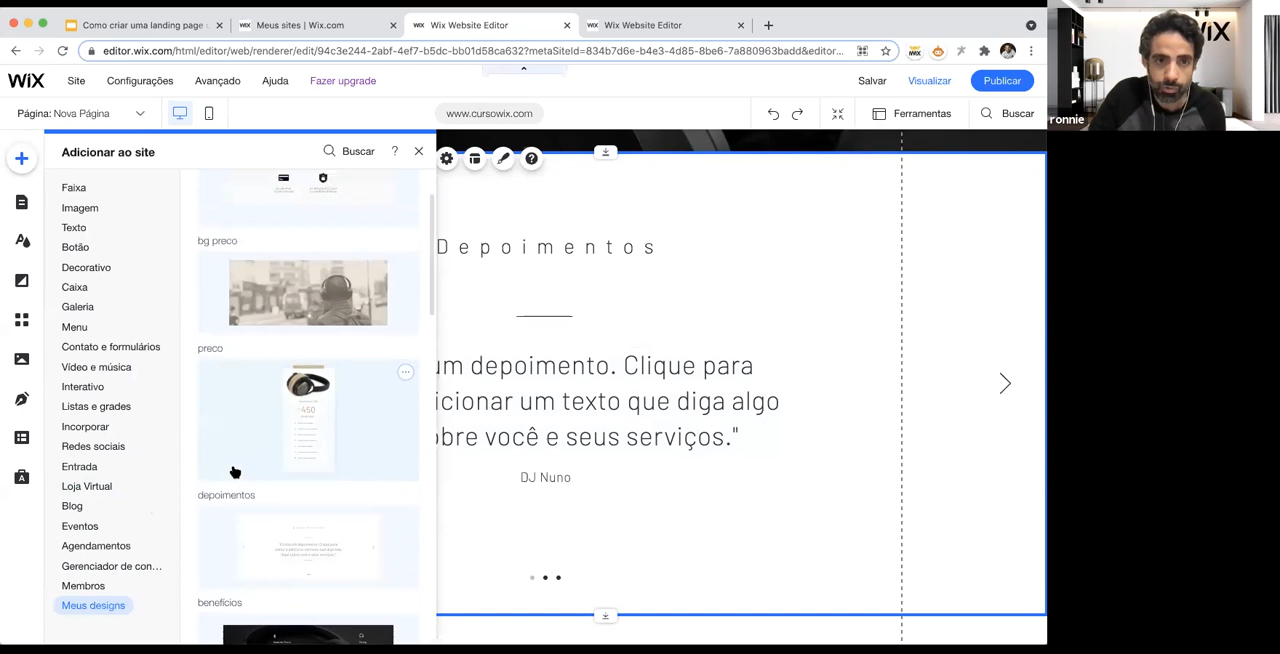 Como criar uma landing page
Meus sites | Wix.com
Wix Website Editor
WiX Wix Website Editor
editor.wix.com/html/editor/web/renderer/edit/94c3e244-2abf-4ef7-b5dc-bb01d58ca632?metaSiteId=834b7d6e-b4e3-4d85-8be6-7a880963badd&editor...
WiX Site Configurações Avançado Ajuda Fazer upgrade Salvar Visualizar Publicar
WIX
ronnie
Página: Nova Página www.cursowix.com Ferramentas Buscar
Adicionar ao site Buscar ?
Faixa
Imagem
Texto
Botão
Decorativo
Caixa
Galeria
Menu
Contato e formulários
Vídeo e música
Interativo
Listas e grades
Incorporar
Redes sociais
Entrada
Loja Virtual
Blog
Eventos
Agendamentos
Gerenciador de con...
Membros
Meus designs
bg preco
preco
450
depoimentos
benefícios
Depoimentos
um depoimento. Clique para
icionar um texto que diga algo
obre você e seus serviços."
DJ Nuno